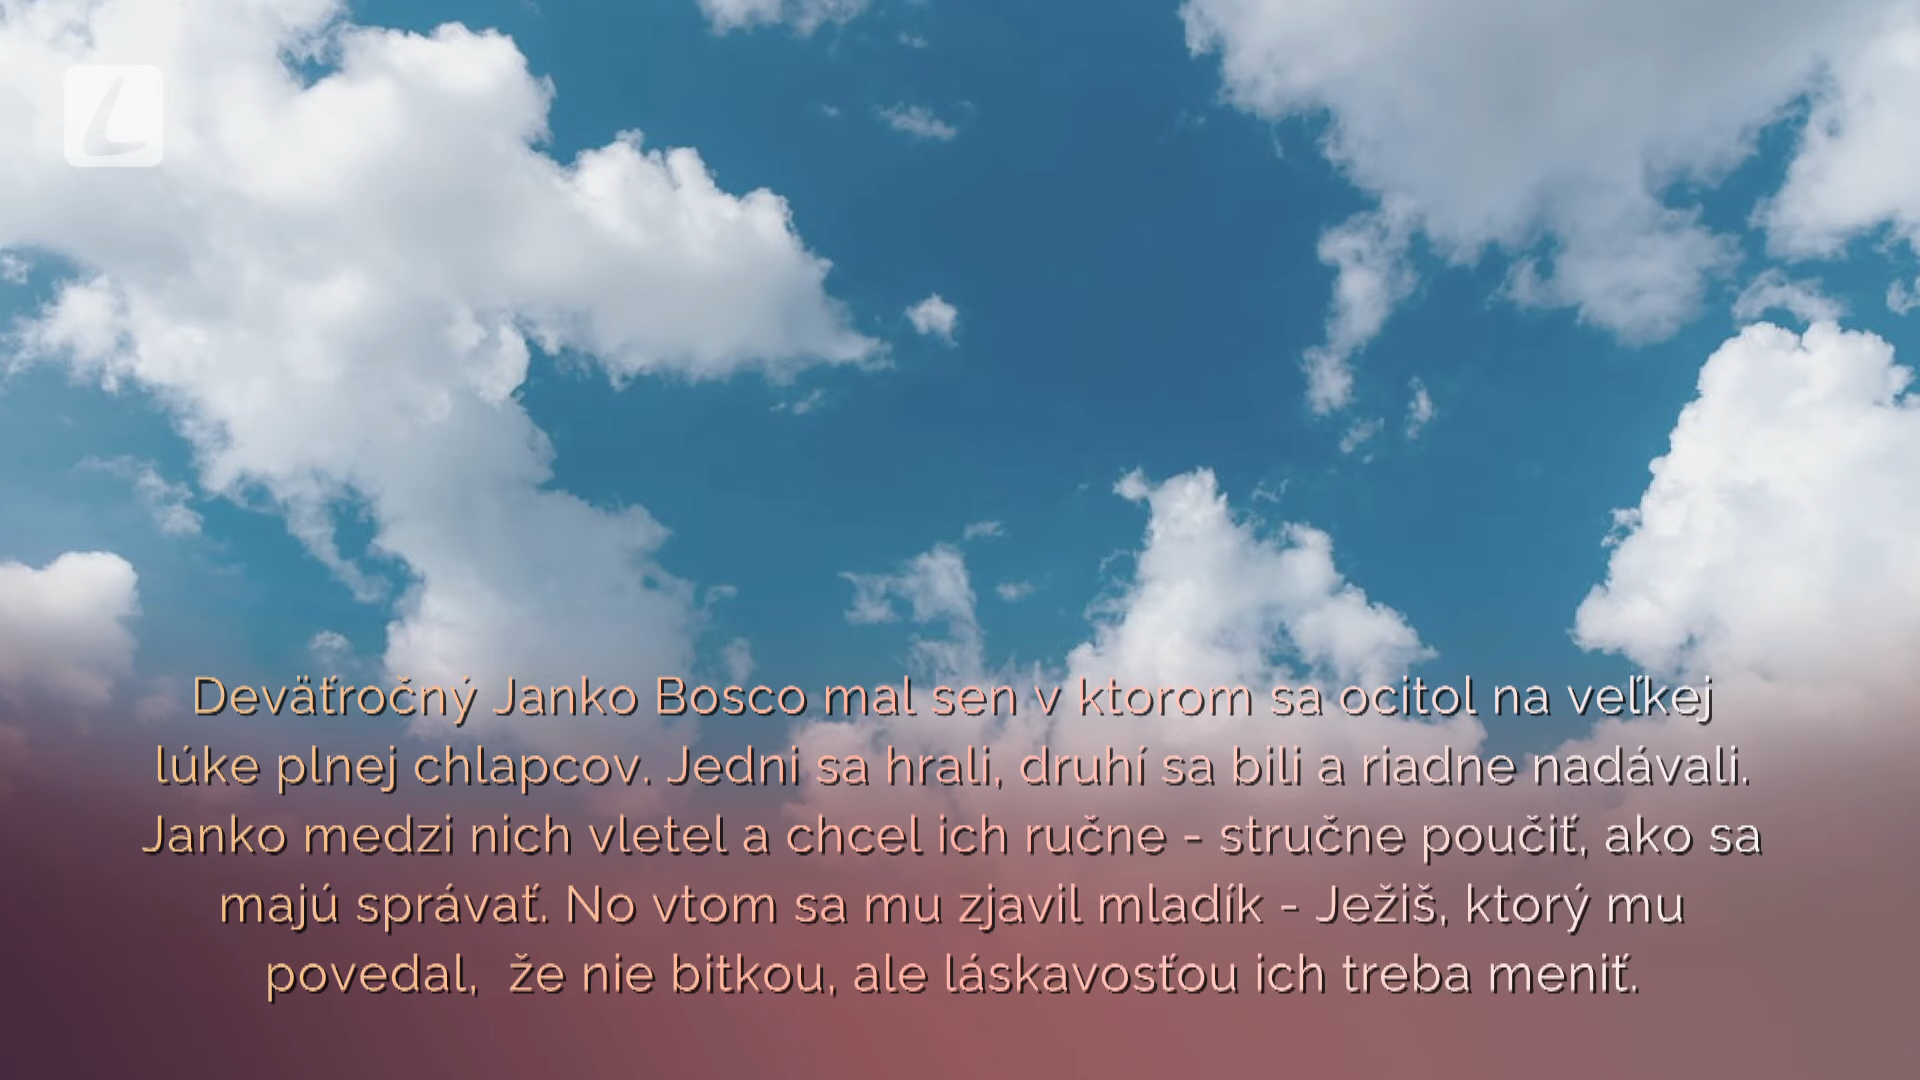 L
Deväťročný Janko Bosco mal sen v ktorom sa ocitol na veľkej
lúke plnej chlapcov. Jedni sa hrali, druhí sa bili a riadne nadávali.
Janko medzi nich vletel a chcel ich ručne - stručne poučiť, ako sa
majú správať. No vtom sa mu zjavil mladík - Ježiš, ktorý mu
povedal,  že nie bitkou, ale láskavosťou ich treba meniť.